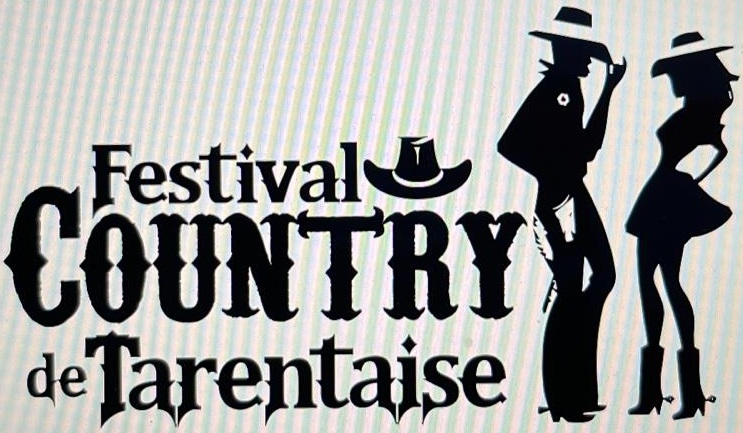 Festival
COUNTRY
de Tarentaise